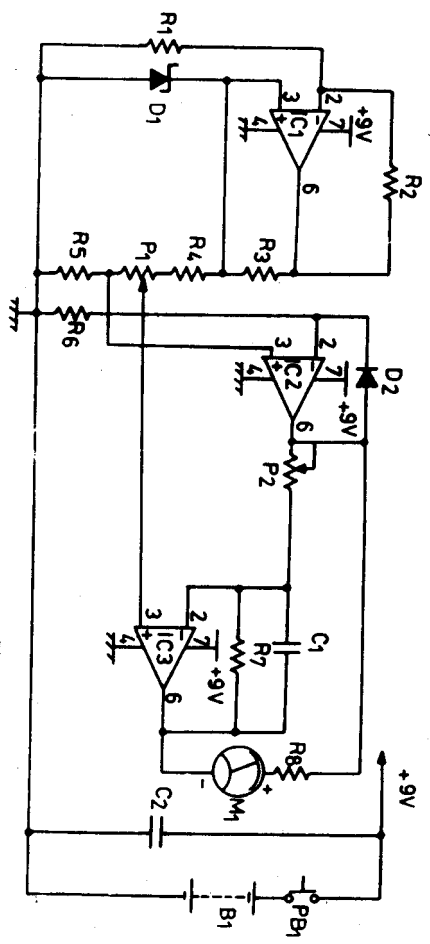 R1
D1
2
3
IC1
- 
+
7
4
+9V
6
R2
R3
R4
P1
R5
R6
2
3
IC2
-
+
7
4
+9V
6
D2
P2
C1
R7
2
3
IC3
-
+
7
4
+9V
6
R8
+
M1
-
C2
+9V
PB1
B1